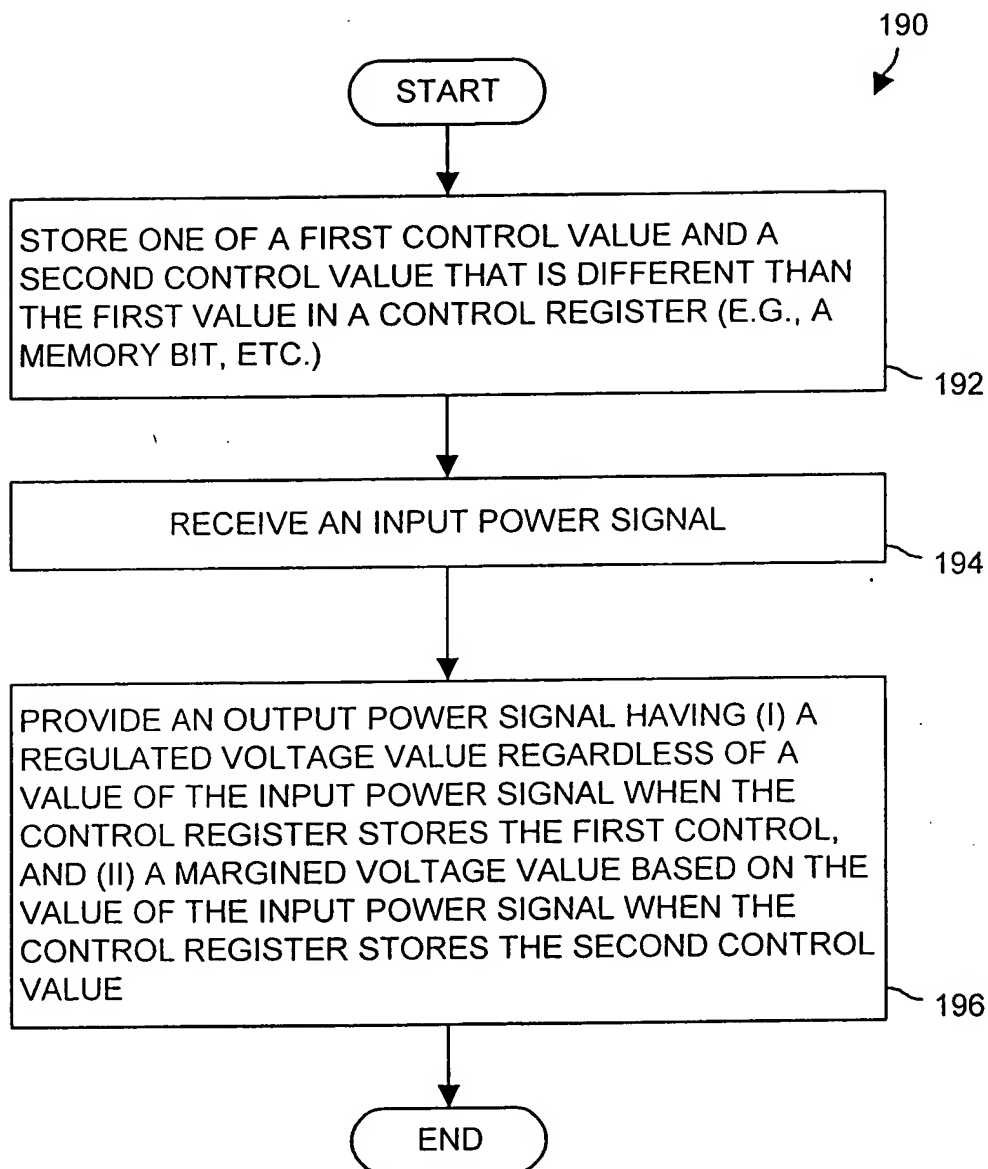 190
START
STORE ONE OF A FIRST CONTROL VALUE AND A
SECOND CONTROL VALUE THAT IS DIFFERENT THAN
THE FIRST VALUE IN A CONTROL REGISTER (E.G., A
MEMORY BIT, ETC.)
192
RECEIVE AN INPUT POWER SIGNAL
194
PROVIDE AN OUTPUT POWER SIGNAL HAVING (I) A
REGULATED VOLTAGE VALUE REGARDLESS OF A
VALUE OF THE INPUT POWER SIGNAL WHEN THE
CONTROL REGISTER STORES THE FIRST CONTROL,
AND (II) A MARGINED VOLTAGE VALUE BASED ON THE
VALUE OF THE INPUT POWER SIGNAL WHEN THE
CONTROL REGISTER STORES THE SECOND CONTROL
VALUE
196
END